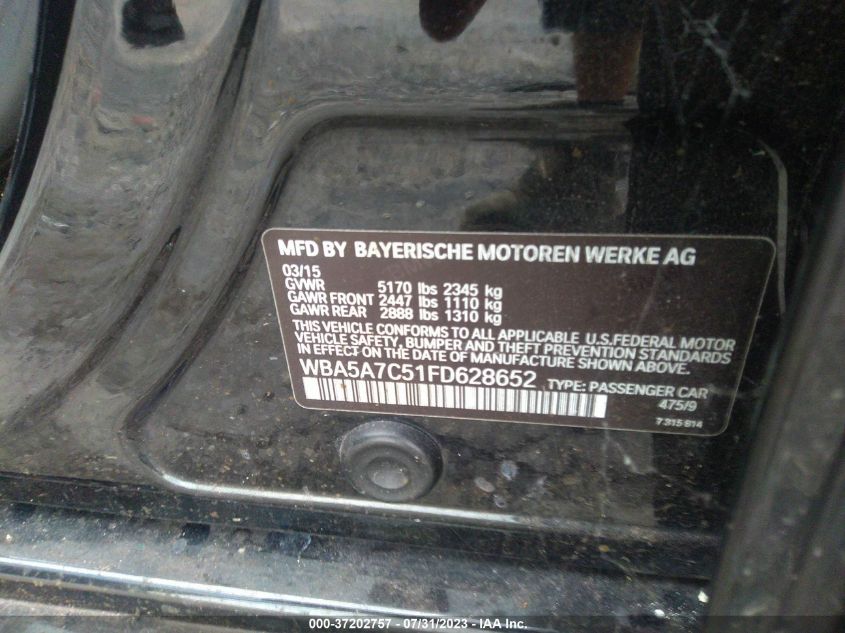 MFD BY BAYERISCHE MOTOREN WERKE AG
03/15
GVWR 5170 lbs 2345 kg
GAWR FRONT 2447 lbs 1110 kg
GAWR REAR 2888 lbs 1310 kg
THIS VEHICLE CONFORMS TO ALL APPLICABLE U.S.FEDERAL MOTOR
VEHICLE SAFETY, BUMPER AND THEFT PREVENTION STANDARDS
IN EFFECT ON THE DATE OF MANUFACTURE SHOWN ABOVE.
WBA5A7C51FD628652 TYPE: PASSENGER CAR
475/9
7 315 814
000-37202757 - 07/31/2023 - © IAA, Inc.